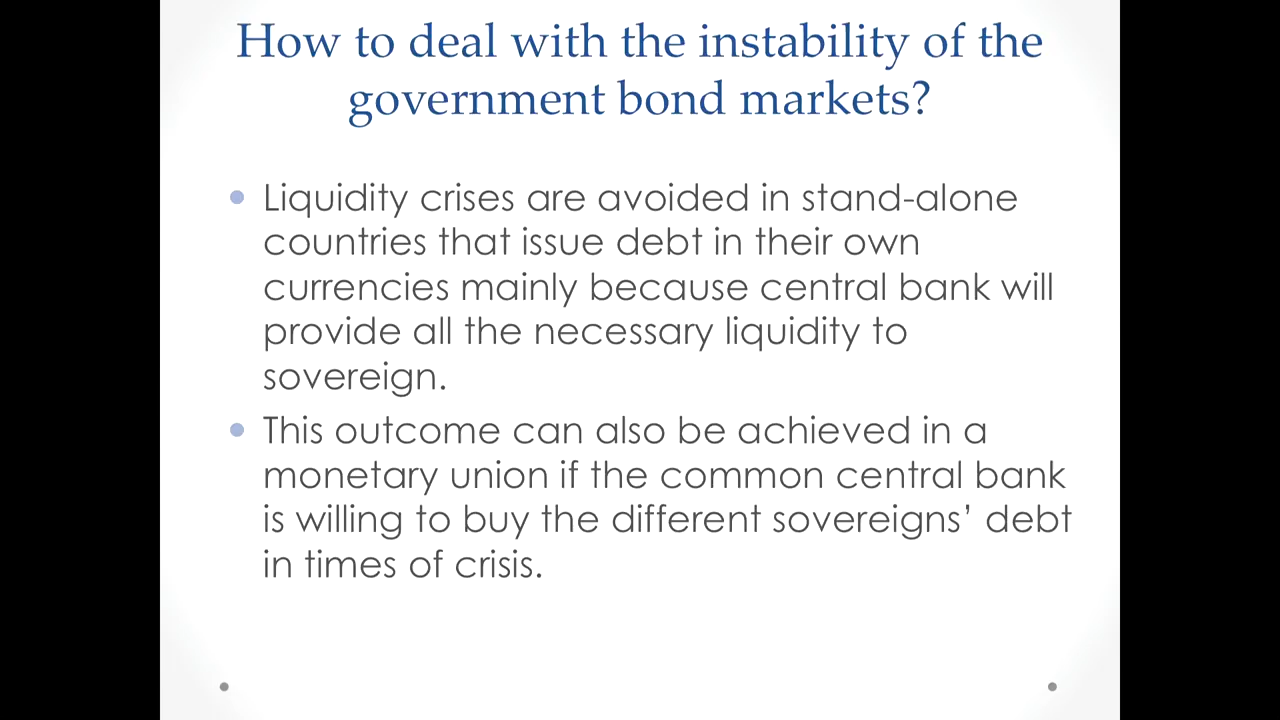 How to deal with the instability of the
government bond markets?
• Liquidity crises are avoided in stand-alone
countries that issue debt in their own
currencies mainly because central bank will
provide all the necessary liquidity to
sovereign.
• This outcome can also be achieved in a
monetary union if the common central bank
is willing to buy the different sovereigns’ debt
in times of crisis.